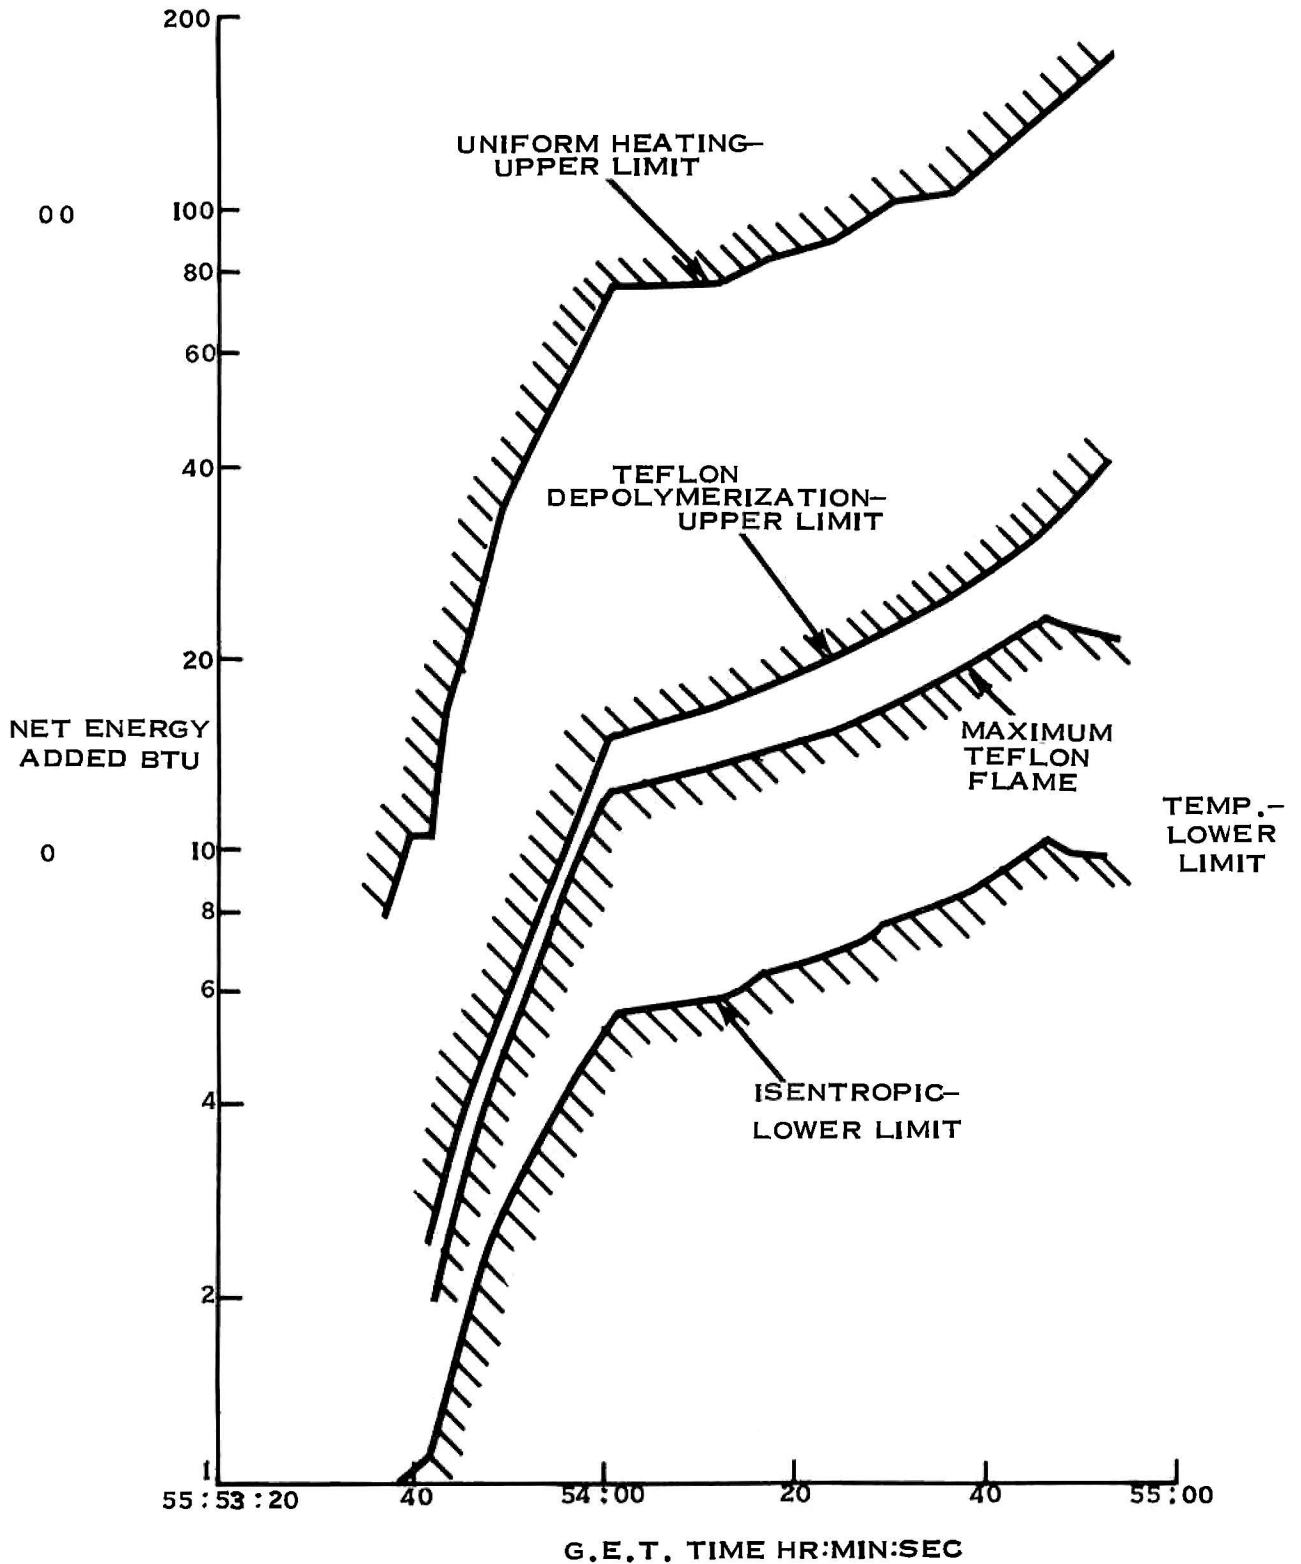 200
UNIFORM HEATING–
UPPER LIMIT
00
100
80
60
40
TEFLON
DEPOLYMERIZATION–
UPPER LIMIT
20
NET ENERGY
ADDED BTU
MAXIMUM
TEFLON
FLAME
TEMP.–
LOWER
LIMIT
0
10
8
6
4
ISENTROPIC–
LOWER LIMIT
2
1
55:53:20 40 54:00 20 40 55:00
G.E.T. TIME HR:MIN:SEC